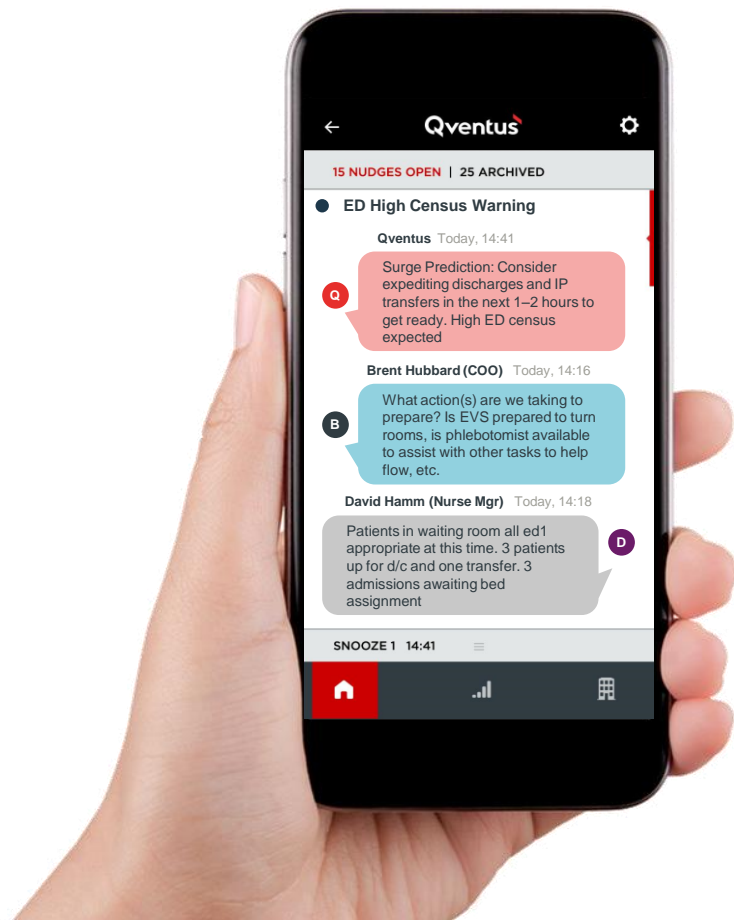 Qventus
15 NUDGES OPEN | 25 ARCHIVED
ED High Census Warning
Qventus Today, 14:41
Q
Surge Prediction: Consider
expediting discharges and IP
transfers in the next 1–2 hours to
get ready. High ED census
expected
Brent Hubbard (COO) Today, 14:16
B
What action(s) are we taking to
prepare? Is EVS prepared to turn
rooms, is phlebotomist available
to assist with other tasks to help
flow, etc.
David Hamm (Nurse Mgr) Today, 14:18
Patients in waiting room all ed1
appropriate at this time. 3 patients
up for d/c and one transfer. 3
admissions awaiting bed
assignment
D
SNOOZE 1 14:41